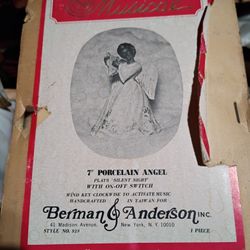 Musical
7" PORCELAIN ANGEL
PLAYS "SILENT NIGHT"
WITH ON-OFF SWITCH
WIND KEY CLOCKWISE TO ACTIVATE MUSIC
HANDCRAFTED IN TAIWAN FOR
Berman & Anderson INC.
41 Madison Avenue, New York, N.Y. 10010
STYLE NO. 929 1 PIECE